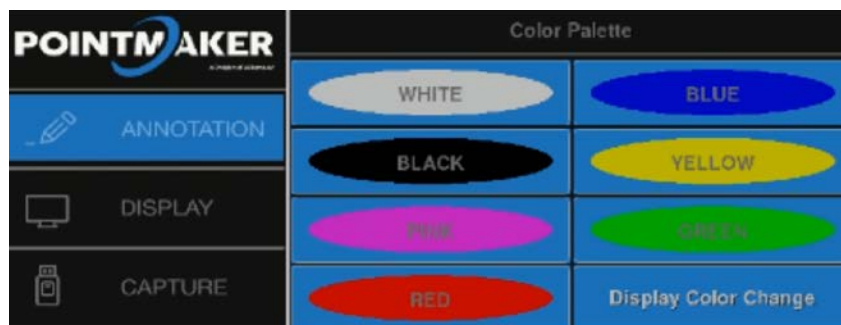 POINTMAKER
Color Palette
WHITE
BLUE
ANNOTATION
BLACK
YELLOW
DISPLAY
PINK
GREEN
CAPTURE
RED
Display Color Change